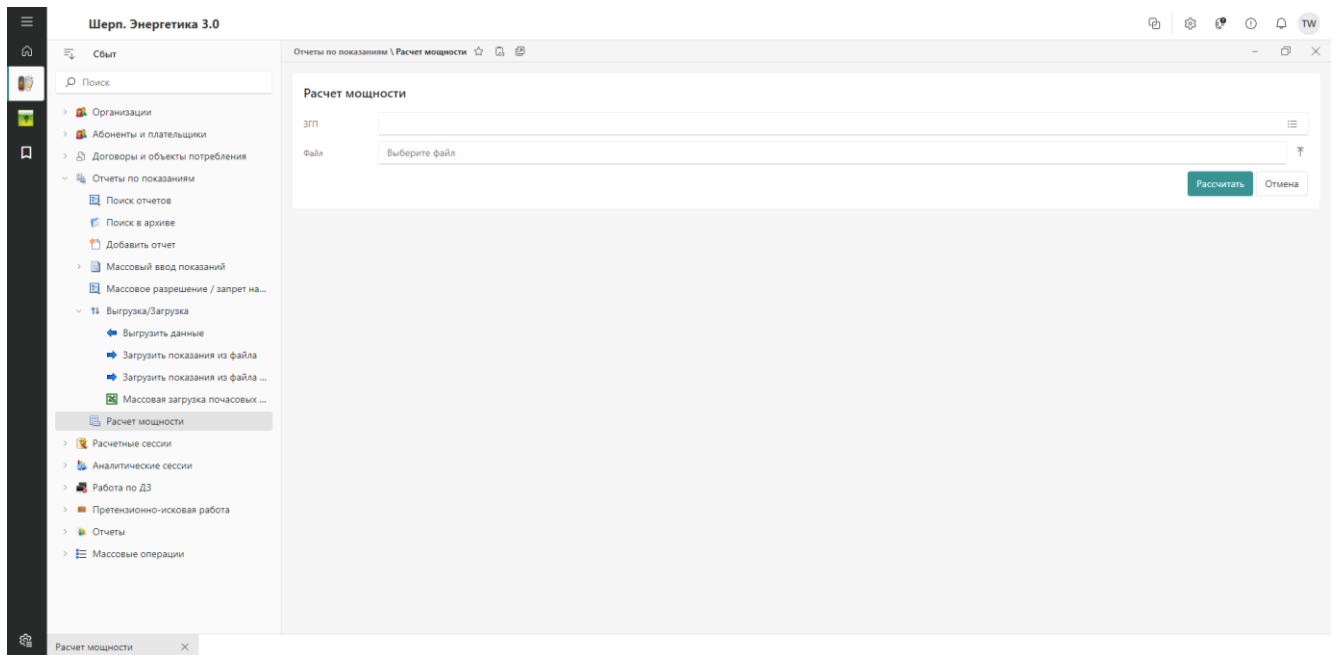 Шерп. Энергетика 3.0
TW
Сбыт
Поиск
Организации
Абоненты и плательщики
Договоры и объекты потребления
Отчеты по показаниям
Поиск отчетов
Поиск в архиве
Добавить отчет
Массовый ввод показаний
Массовое разрешение / запрет на...
Выгрузка/Загрузка
Выгрузить данные
Загрузить показания из файла
Загрузить показания из файла ...
Массовая загрузка почасовых ...
Расчет мощности
Расчетные сессии
Аналитические сессии
Работа по ДЗ
Претензионно-исковая работа
Отчеты
Массовые операции
Отчеты по показаниям \ Расчет мощности
Расчет мощности
ЗГП
Файл Выберите файл
Рассчитать Отмена
Расчет мощности